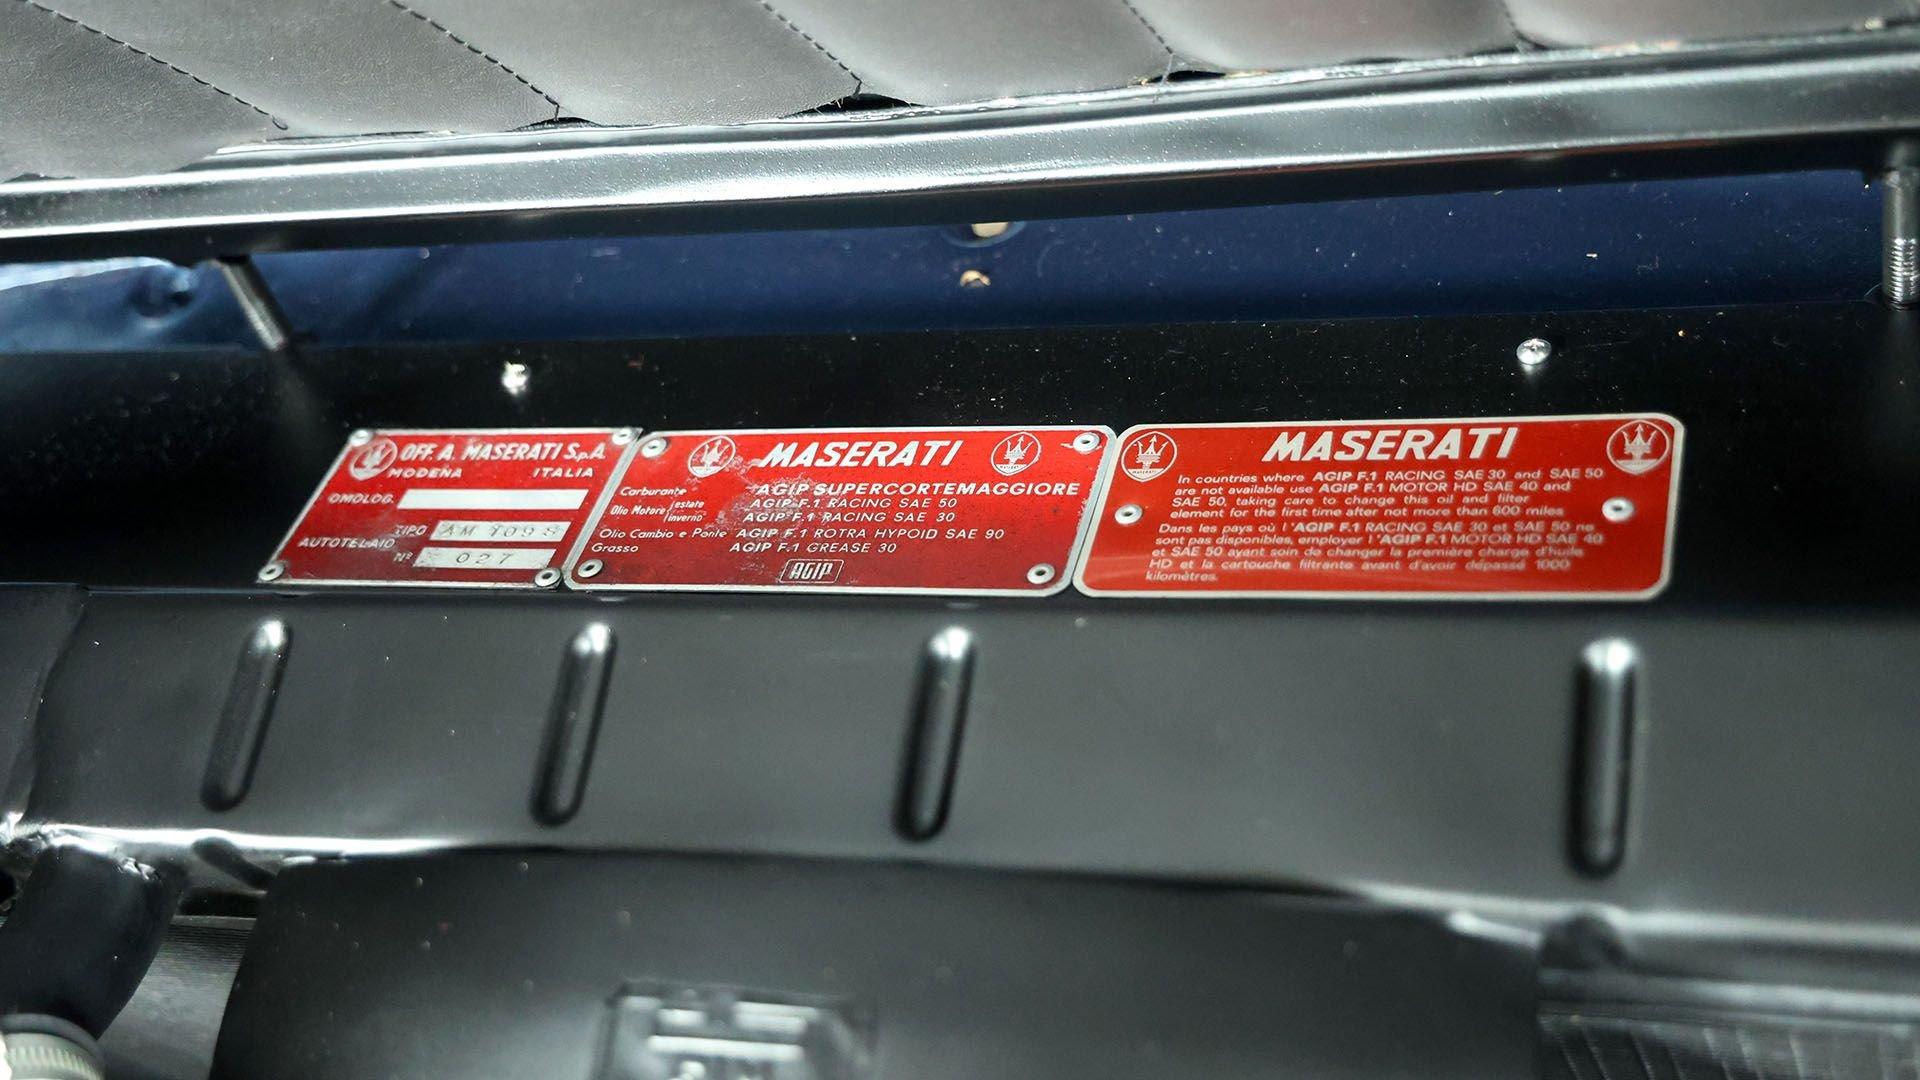 OFF. A. MASERATI S.p.A.
MODENA ITALIA
OMOLOG.
TIPO AM 109S
AUTOTELAIO
N° 027
MASERATI
Carburante AGIP SUPERCORTEMAGGIORE
Olio Motore estate AGIP F.1 RACING SAE 50
inverno AGIP F.1 RACING SAE 30
Olio Cambio e Ponte AGIP F.1 ROTRA HYPOID SAE 90
Grasso AGIP F.1 GREASE 30
AGIP
MASERATI
In countries where AGIP F.1 RACING SAE 30 and SAE 50
are not available use AGIP F.1 MOTOR HD SAE 40 and
SAE 50, taking care to change this oil and filter
element for the first time after not more than 600 miles
Dans les pays où l'AGIP F.1 RACING SAE 30 et SAE 50 ne
sont pas disponibles, employer l'AGIP F.1 MOTOR HD SAE 40
et SAE 50 ayant soin de changer la première charge d'huile
HD et la cartouche filtrante avant d'avoir dépassé 1000
kilomètres.